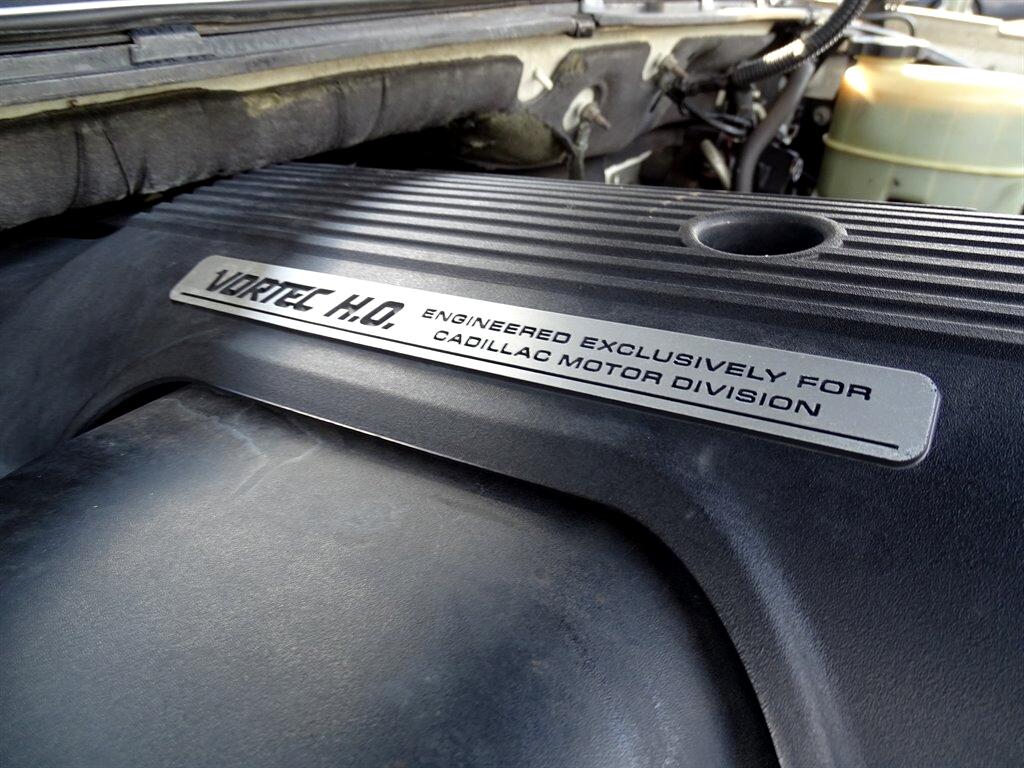 VORTEC H.O.
ENGINEERED EXCLUSIVELY FOR
CADILLAC MOTOR DIVISION